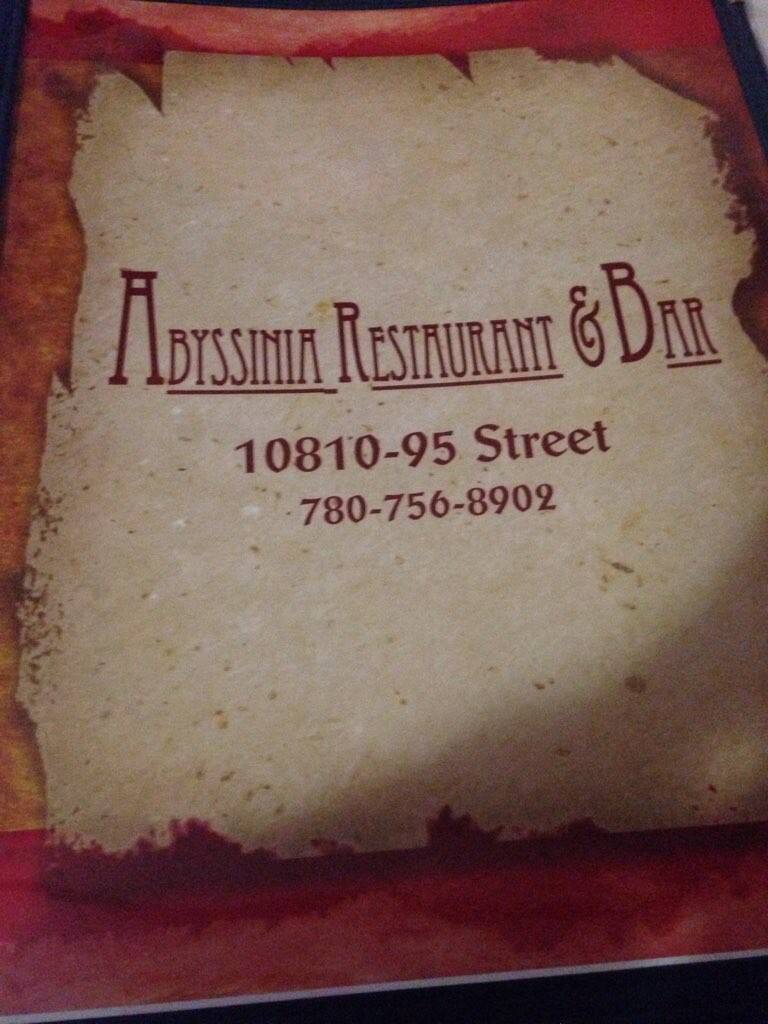 Abyssinia Restaurant & Bar
10810-95 Street
780-756-8902